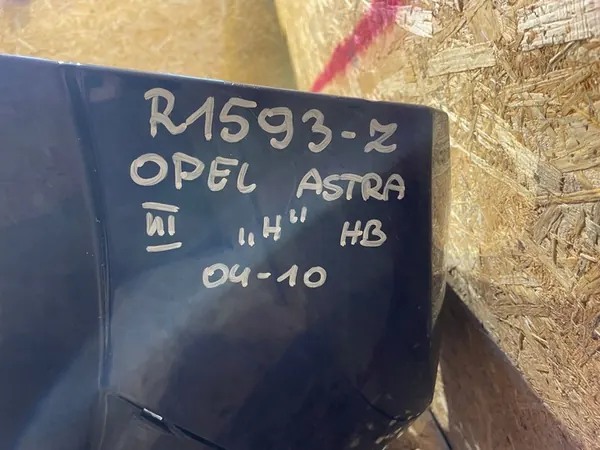 R1593-Z
OPEL ASTRA
III „H" HB
04-10